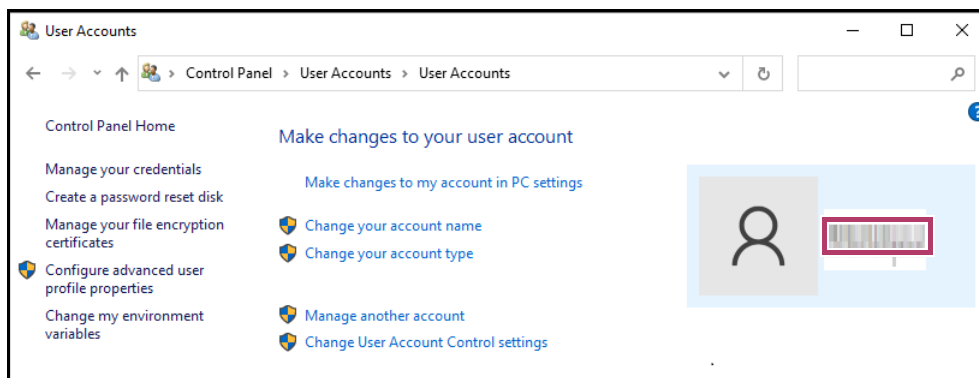 User Accounts
Control Panel > User Accounts > User Accounts
Control Panel Home
Manage your credentials
Create a password reset disk
Manage your file encryption
certificates
Configure advanced user
profile properties
Change my environment
variables
Make changes to your user account
Make changes to my account in PC settings
Change your account name
Change your account type
Manage another account
Change User Account Control settings